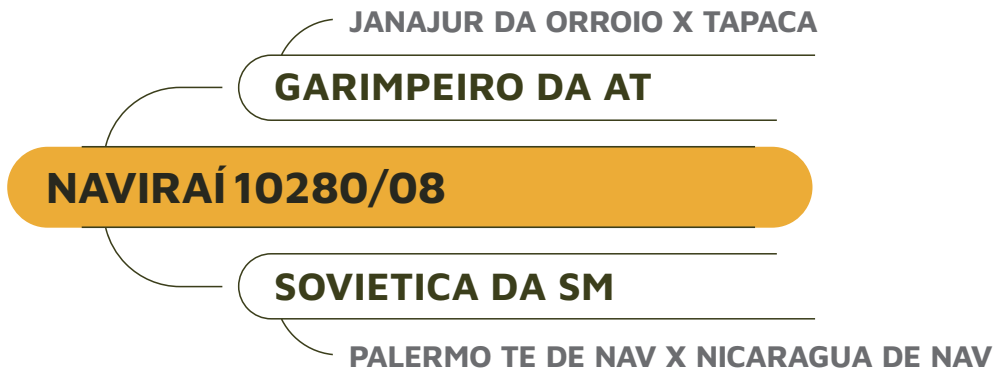 JANAJUR DA ORROIO X TAPACA
GARIMPEIRO DA AT
NAVIRAÍ 10280/08
SOVIETICA DA SM
PALERMO TE DE NAV X NICARAGUA DE NAV